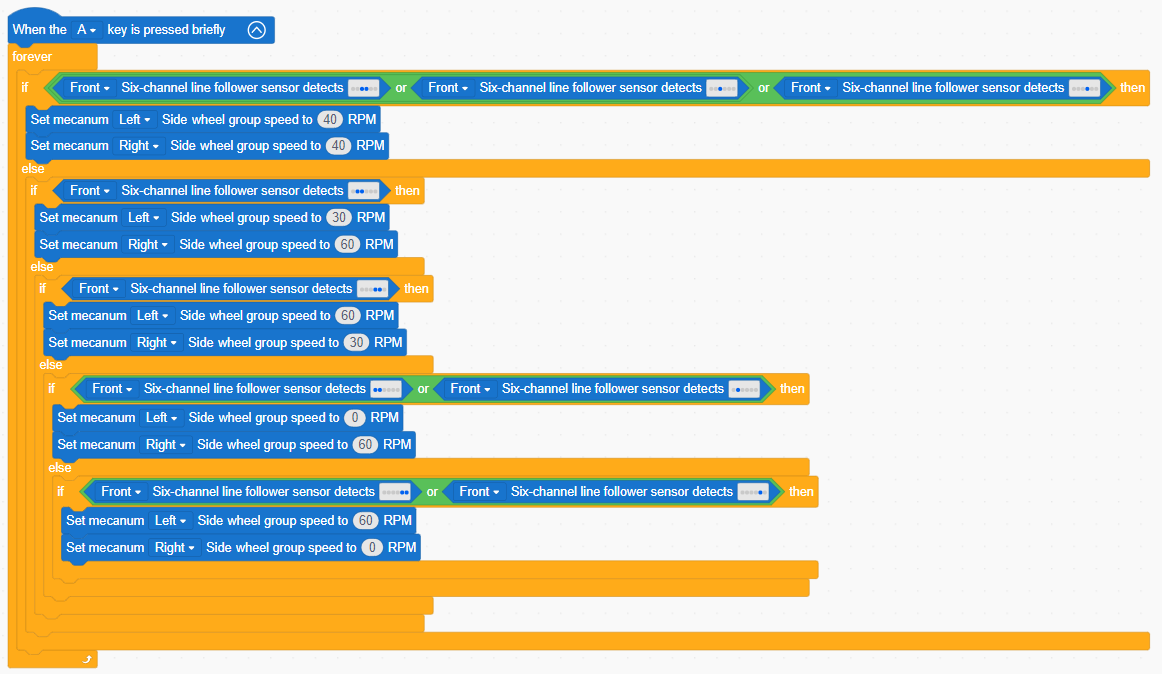 When the A key is pressed briefly
forever
if Front Six-channel line follower sensor detects or Front Six-channel line follower sensor detects or Front Six-channel line follower sensor detects then
Set mecanum Left Side wheel group speed to 40 RPM
Set mecanum Right Side wheel group speed to 40 RPM
else
if Front Six-channel line follower sensor detects then
Set mecanum Left Side wheel group speed to 30 RPM
Set mecanum Right Side wheel group speed to 60 RPM
else
if Front Six-channel line follower sensor detects then
Set mecanum Left Side wheel group speed to 60 RPM
Set mecanum Right Side wheel group speed to 30 RPM
else
if Front Six-channel line follower sensor detects or Front Six-channel line follower sensor detects then
Set mecanum Left Side wheel group speed to 0 RPM
Set mecanum Right Side wheel group speed to 60 RPM
else
if Front Six-channel line follower sensor detects or Front Six-channel line follower sensor detects then
Set mecanum Left Side wheel group speed to 60 RPM
Set mecanum Right Side wheel group speed to 0 RPM